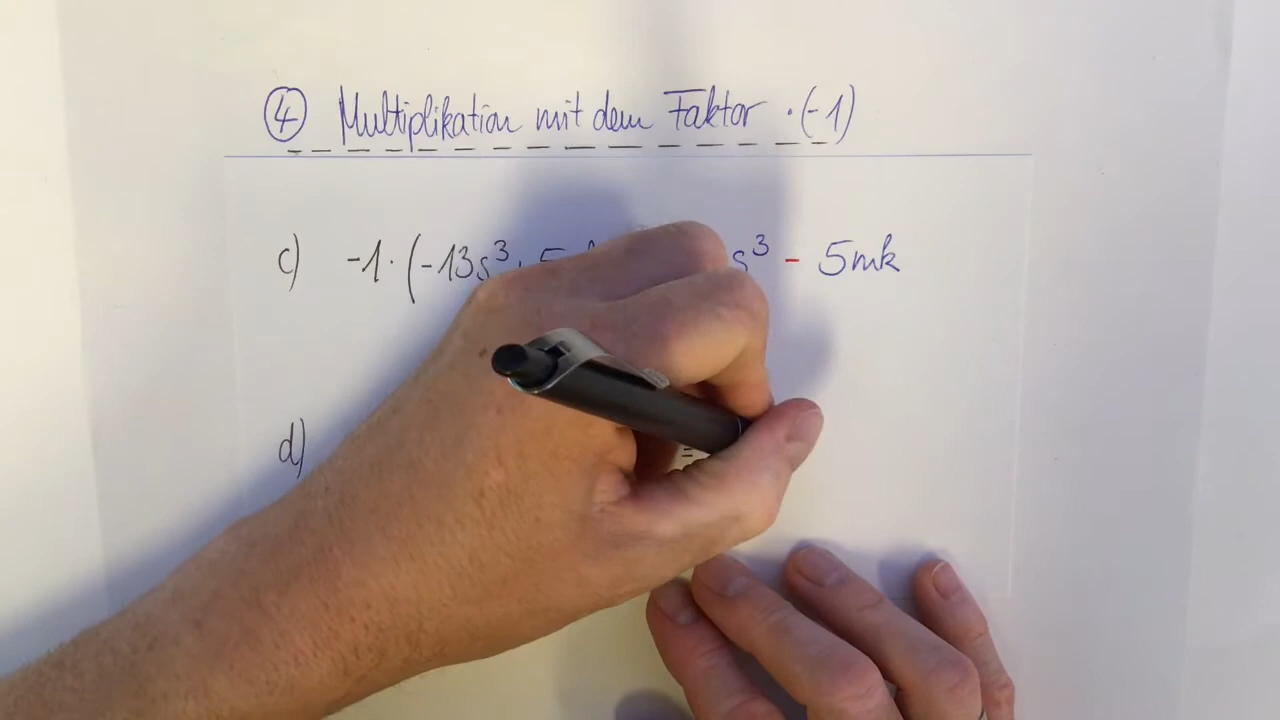 ④ Multiplikation mit dem Faktor ·(-1)
c) -1·(-13s³ s³ - 5mk
d) =